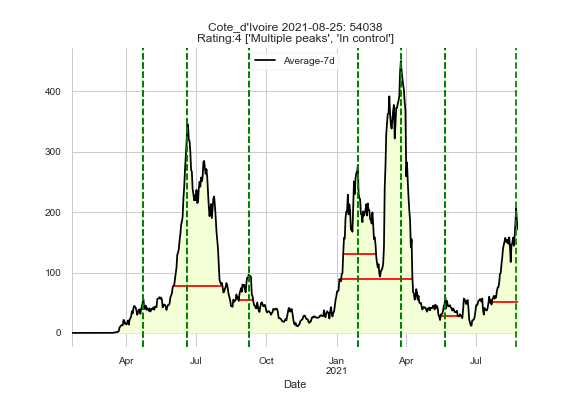 Cote_d'Ivoire 2021-08-25: 54038
Rating:4 ['Multiple peaks', 'In control']
Average-7d
400
300
200
100
0
Apr
Jul
Oct
Jan
2021
Apr
Jul
Date